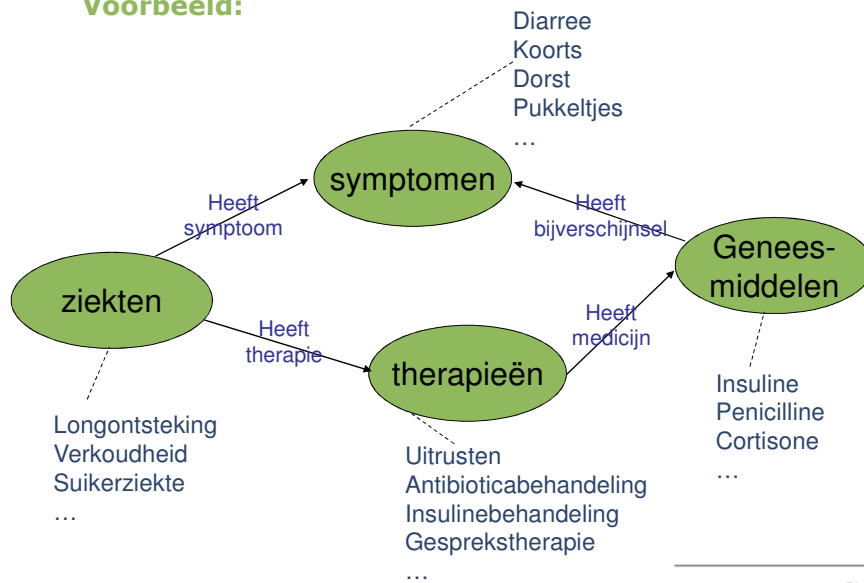 Voorbeeld:
Diarree
Koorts
Dorst
Pukkeltjes
…
symptomen
Heeft
symptoom
Heeft
bijverschijnsel
Genees-
middelen
ziekten
Heeft
therapie
Heeft
medicijn
therapieën
Insuline
Penicilline
Cortisone
…
Longontsteking
Verkoudheid
Suikerziekte
…
Uitrusten
Antibioticabehandeling
Insulinebehandeling
Gesprekstherapie
…